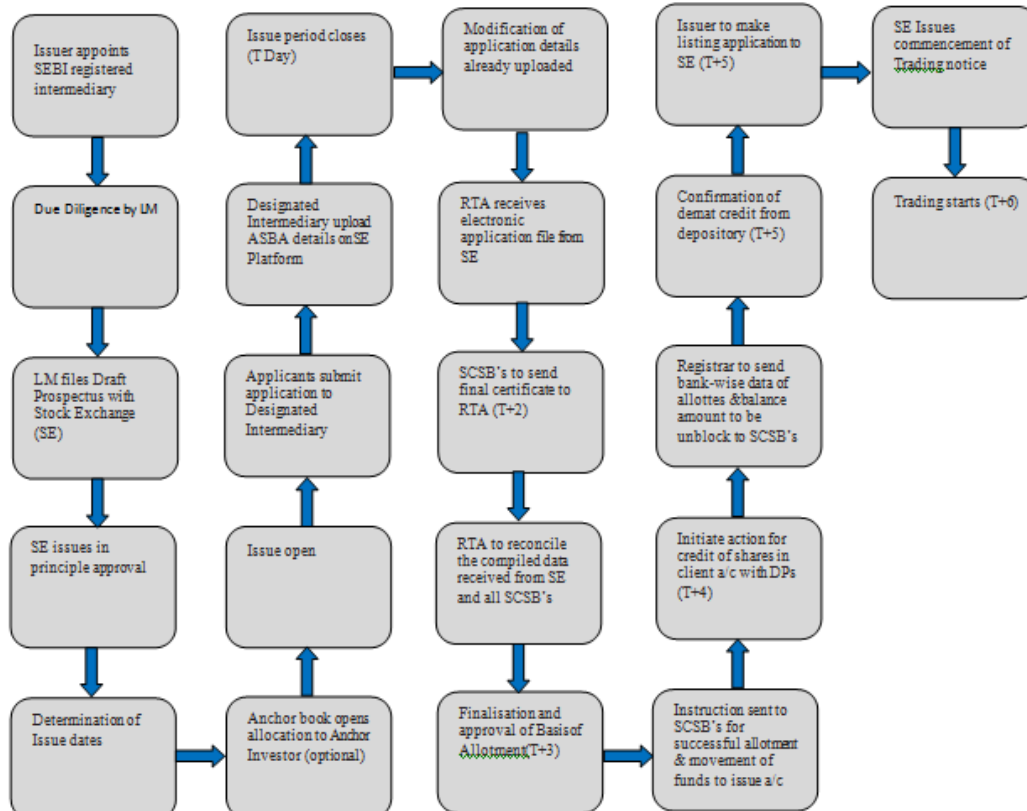 Issuer appoints
SEBI registered
intermediary
Due Diligence by LM
LM files Draft
Prospectus with
Stock Exchange
(SE)
SE issues in
principle approval
Determination of
Issue dates
Anchor book opens
allocation to Anchor
Investor (optional)
Issue open
Applicants submit
application to
Designated
Intermediary
Designated
Intermediary upload
ASBA details on SE
Platform
Issue period closes
(T Day)
Modification of
application details
already uploaded
RTA receives
electronic
application file from
SE
SCSB's to send
final certificate to
RTA (T+2)
RTA to reconcile
the compiled data
received from SE
and all SCSB's
Finalisation and
approval of Basis of
Allotment(T+3)
Instruction sent to
SCSB's for
successful allotment
& movement of
funds to issue a/c
Initiate action for
credit of shares in
client a/c with DPs
(T+4)
Registrar to send
bank-wise data of
allottes &balance
amount to be
unblock to SCSB's
Confirmation of
demat credit from
depository (T+5)
Issuer to make
listing application to
SE (T+5)
SE Issues
commencement of
Trading notice
Trading starts (T+6)